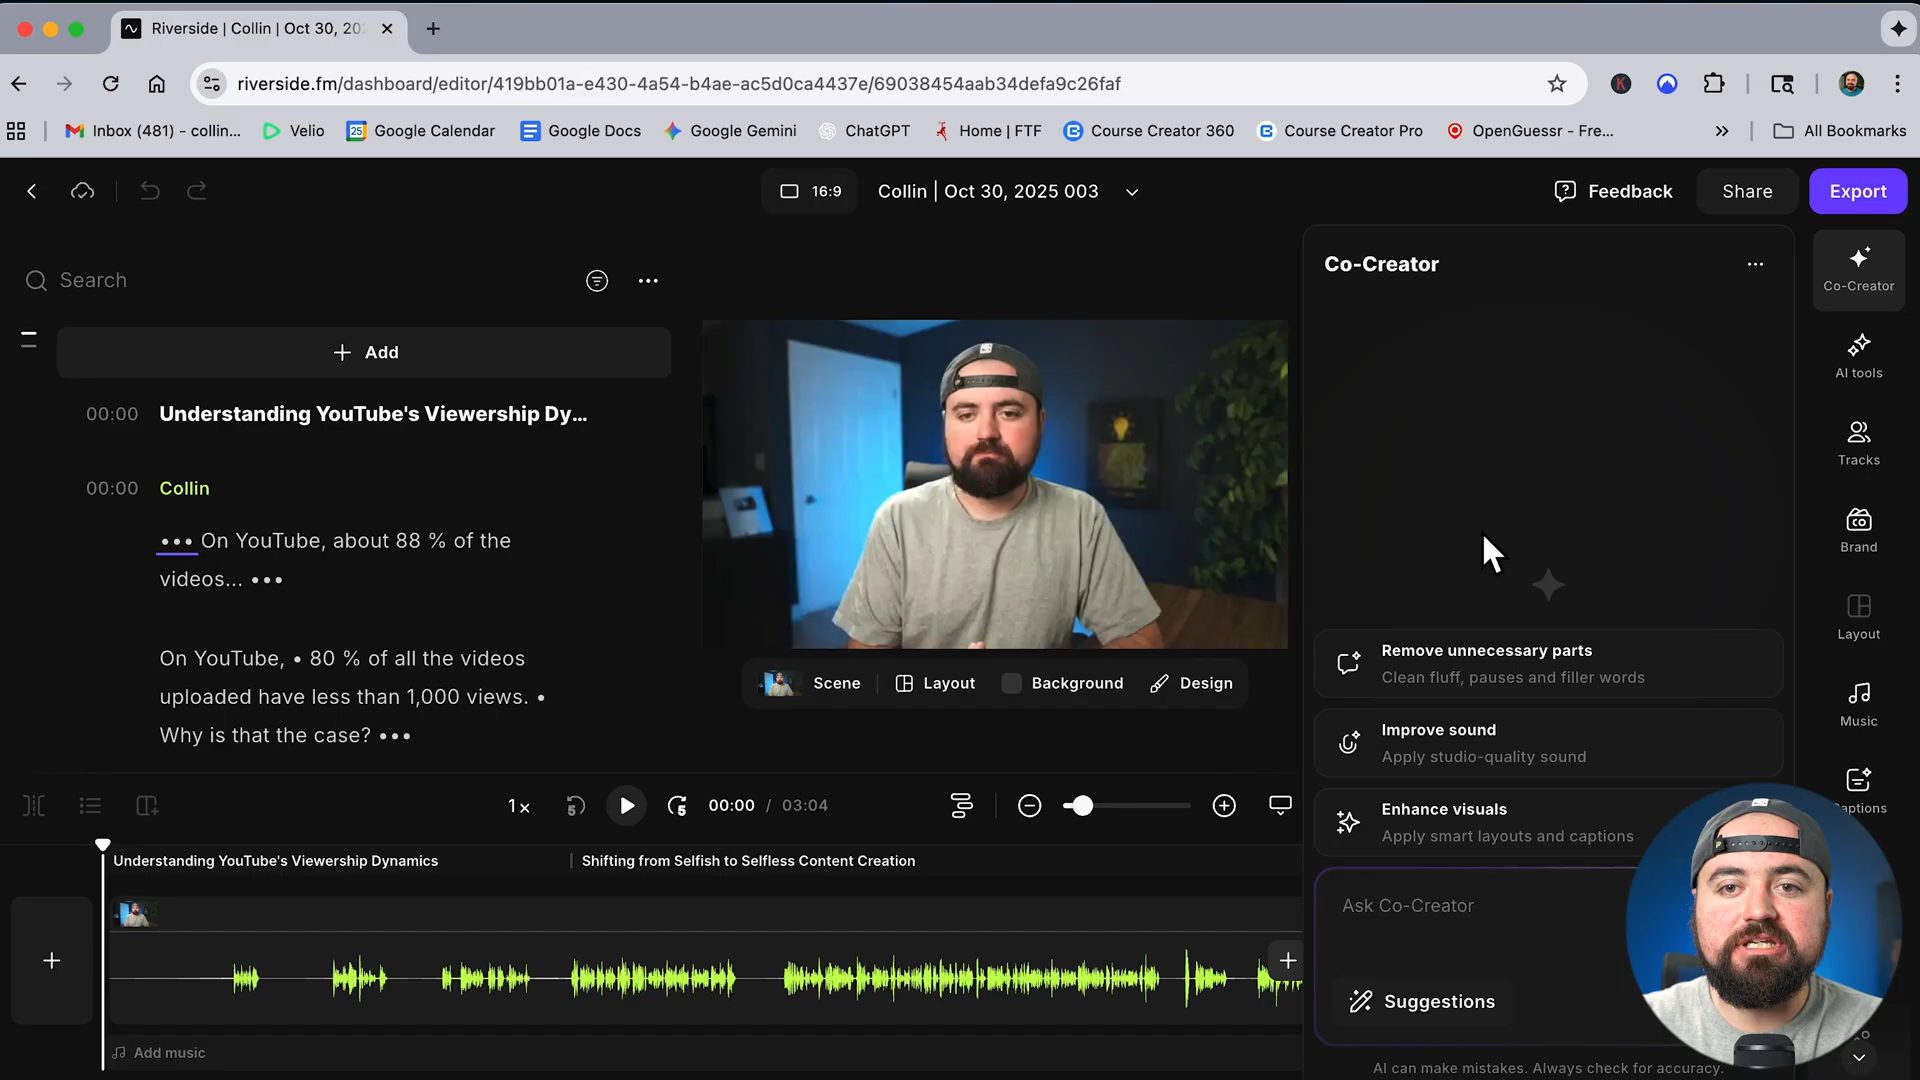 Riverside | Collin | Oct 30, 202
riverside.fm/dashboard/editor/419bb01a-e430-4a54-b4ae-ac5d0ca4437e/69038454aab34defa9c26faf
Inbox (481) - collin...
Velio
25
Google Calendar
Google Docs
Google Gemini
ChatGPT
Home | FTF
Course Creator 360
Course Creator Pro
OpenGuessr - Fre...
All Bookmarks
16:9
Collin | Oct 30, 2025 003
Feedback
Share
Export
Search
Add
00:00 Understanding YouTube's Viewership Dy...
00:00 Collin
••• On YouTube, about 88 % of the
videos... •••
On YouTube, • 80 % of all the videos
uploaded have less than 1,000 views. •
Why is that the case? •••
Scene
Layout
Background
Design
Co-Creator
Remove unnecessary parts
Clean fluff, pauses and filler words
Improve sound
Apply studio-quality sound
Enhance visuals
Apply smart layouts and captions
Ask Co-Creator
Suggestions
AI can make mistakes. Always check for accuracy.
Co-Creator
AI tools
Tracks
Brand
Layout
Music
aptions
1×
5
5
00:00 / 03:04
Understanding YouTube's Viewership Dynamics
Shifting from Selfish to Selfless Content Creation
Add music